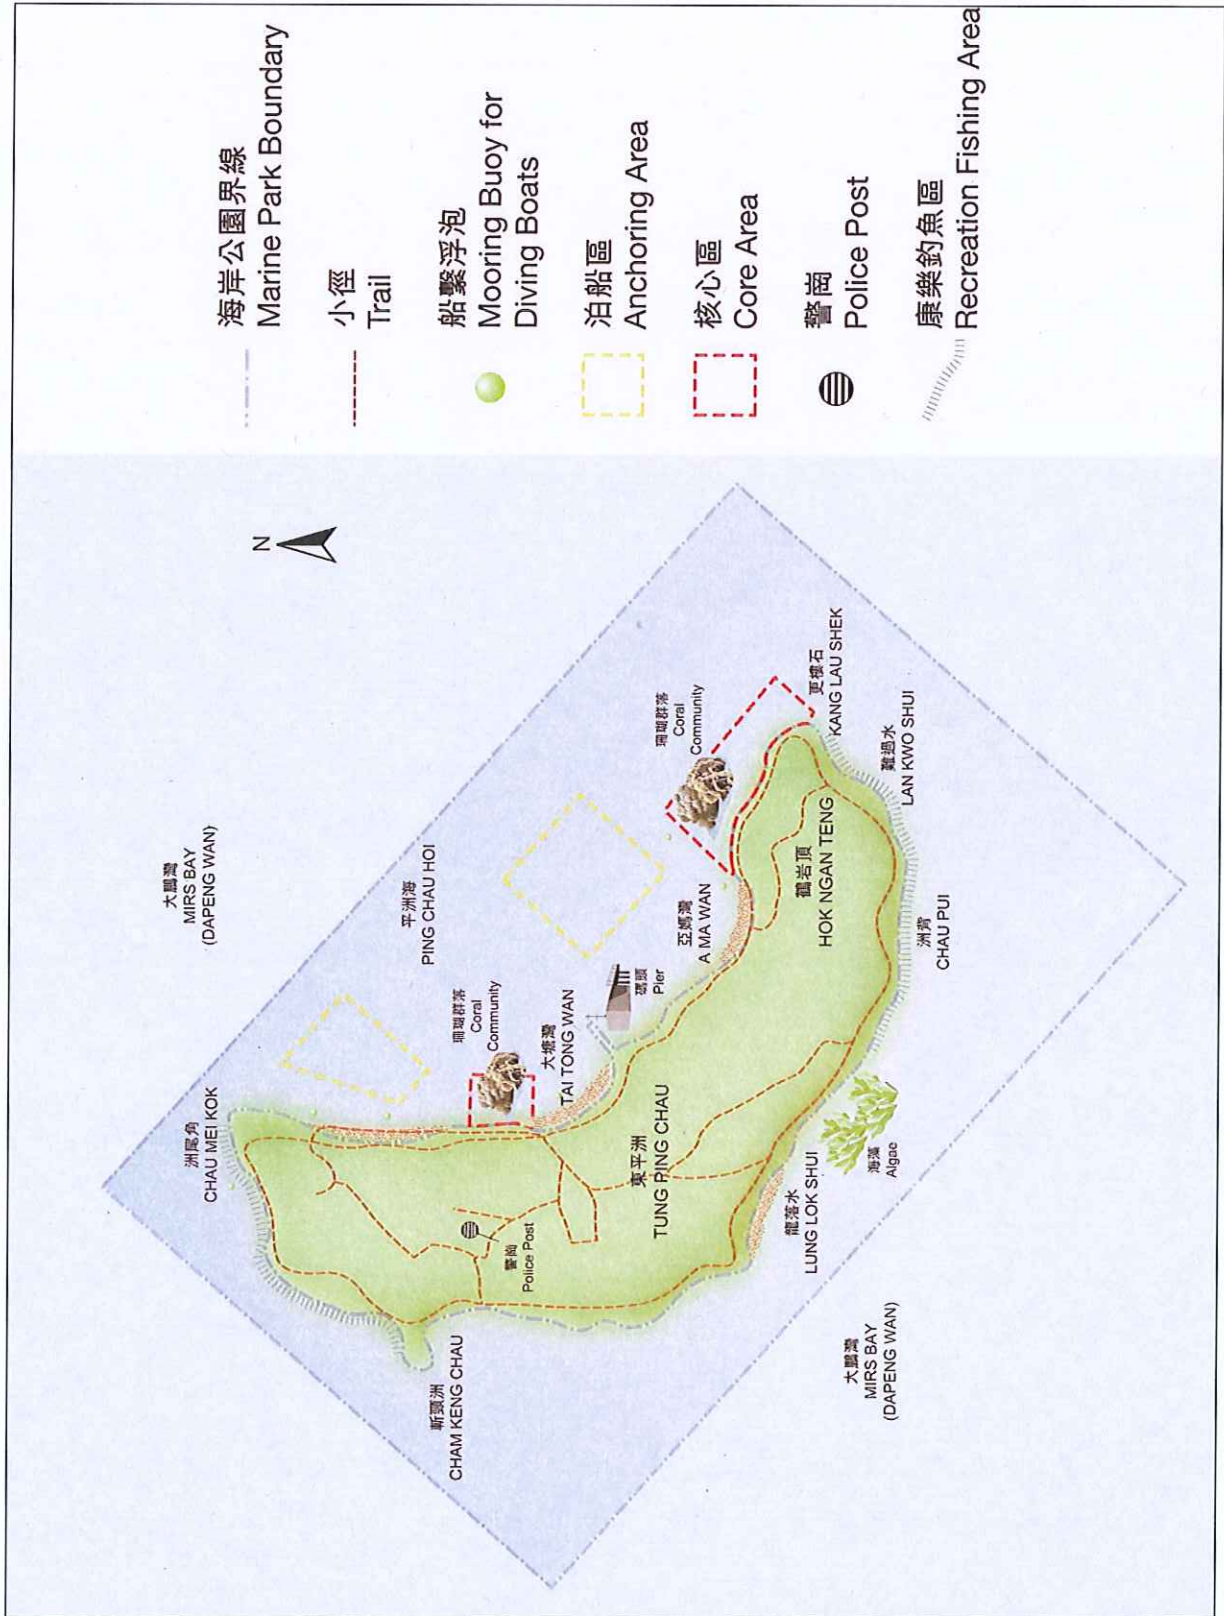 N
大鵬灣
MIRS BAY
(DAPENG WAN)
洲尾角
CHAU MEI KOK
平洲海
PING CHAU HOI
珊瑚群落
Coral
Community
斬頸洲
CHAM KENG CHAU
警崗
Police Post
大塘灣
TAI TONG WAN
碼頭
Pier
東平洲
TUNG PING CHAU
亞媽灣
A MA WAN
珊瑚群落
Coral
Community
更樓石
KANG LAU SHEK
鶴岩頂
HOK NGAN TENG
難過水
LAN KWO SHUI
洲背
CHAU PUI
龍落水
LUNG LOK SHUI
海藻
Algae
大鵬灣
MIRS BAY
(DAPENG WAN)
海岸公園界線
Marine Park Boundary
小徑
Trail
船繫浮泡
Mooring Buoy for
Diving Boats
泊船區
Anchoring Area
核心區
Core Area
警崗
Police Post
康樂釣魚區
Recreation Fishing Area